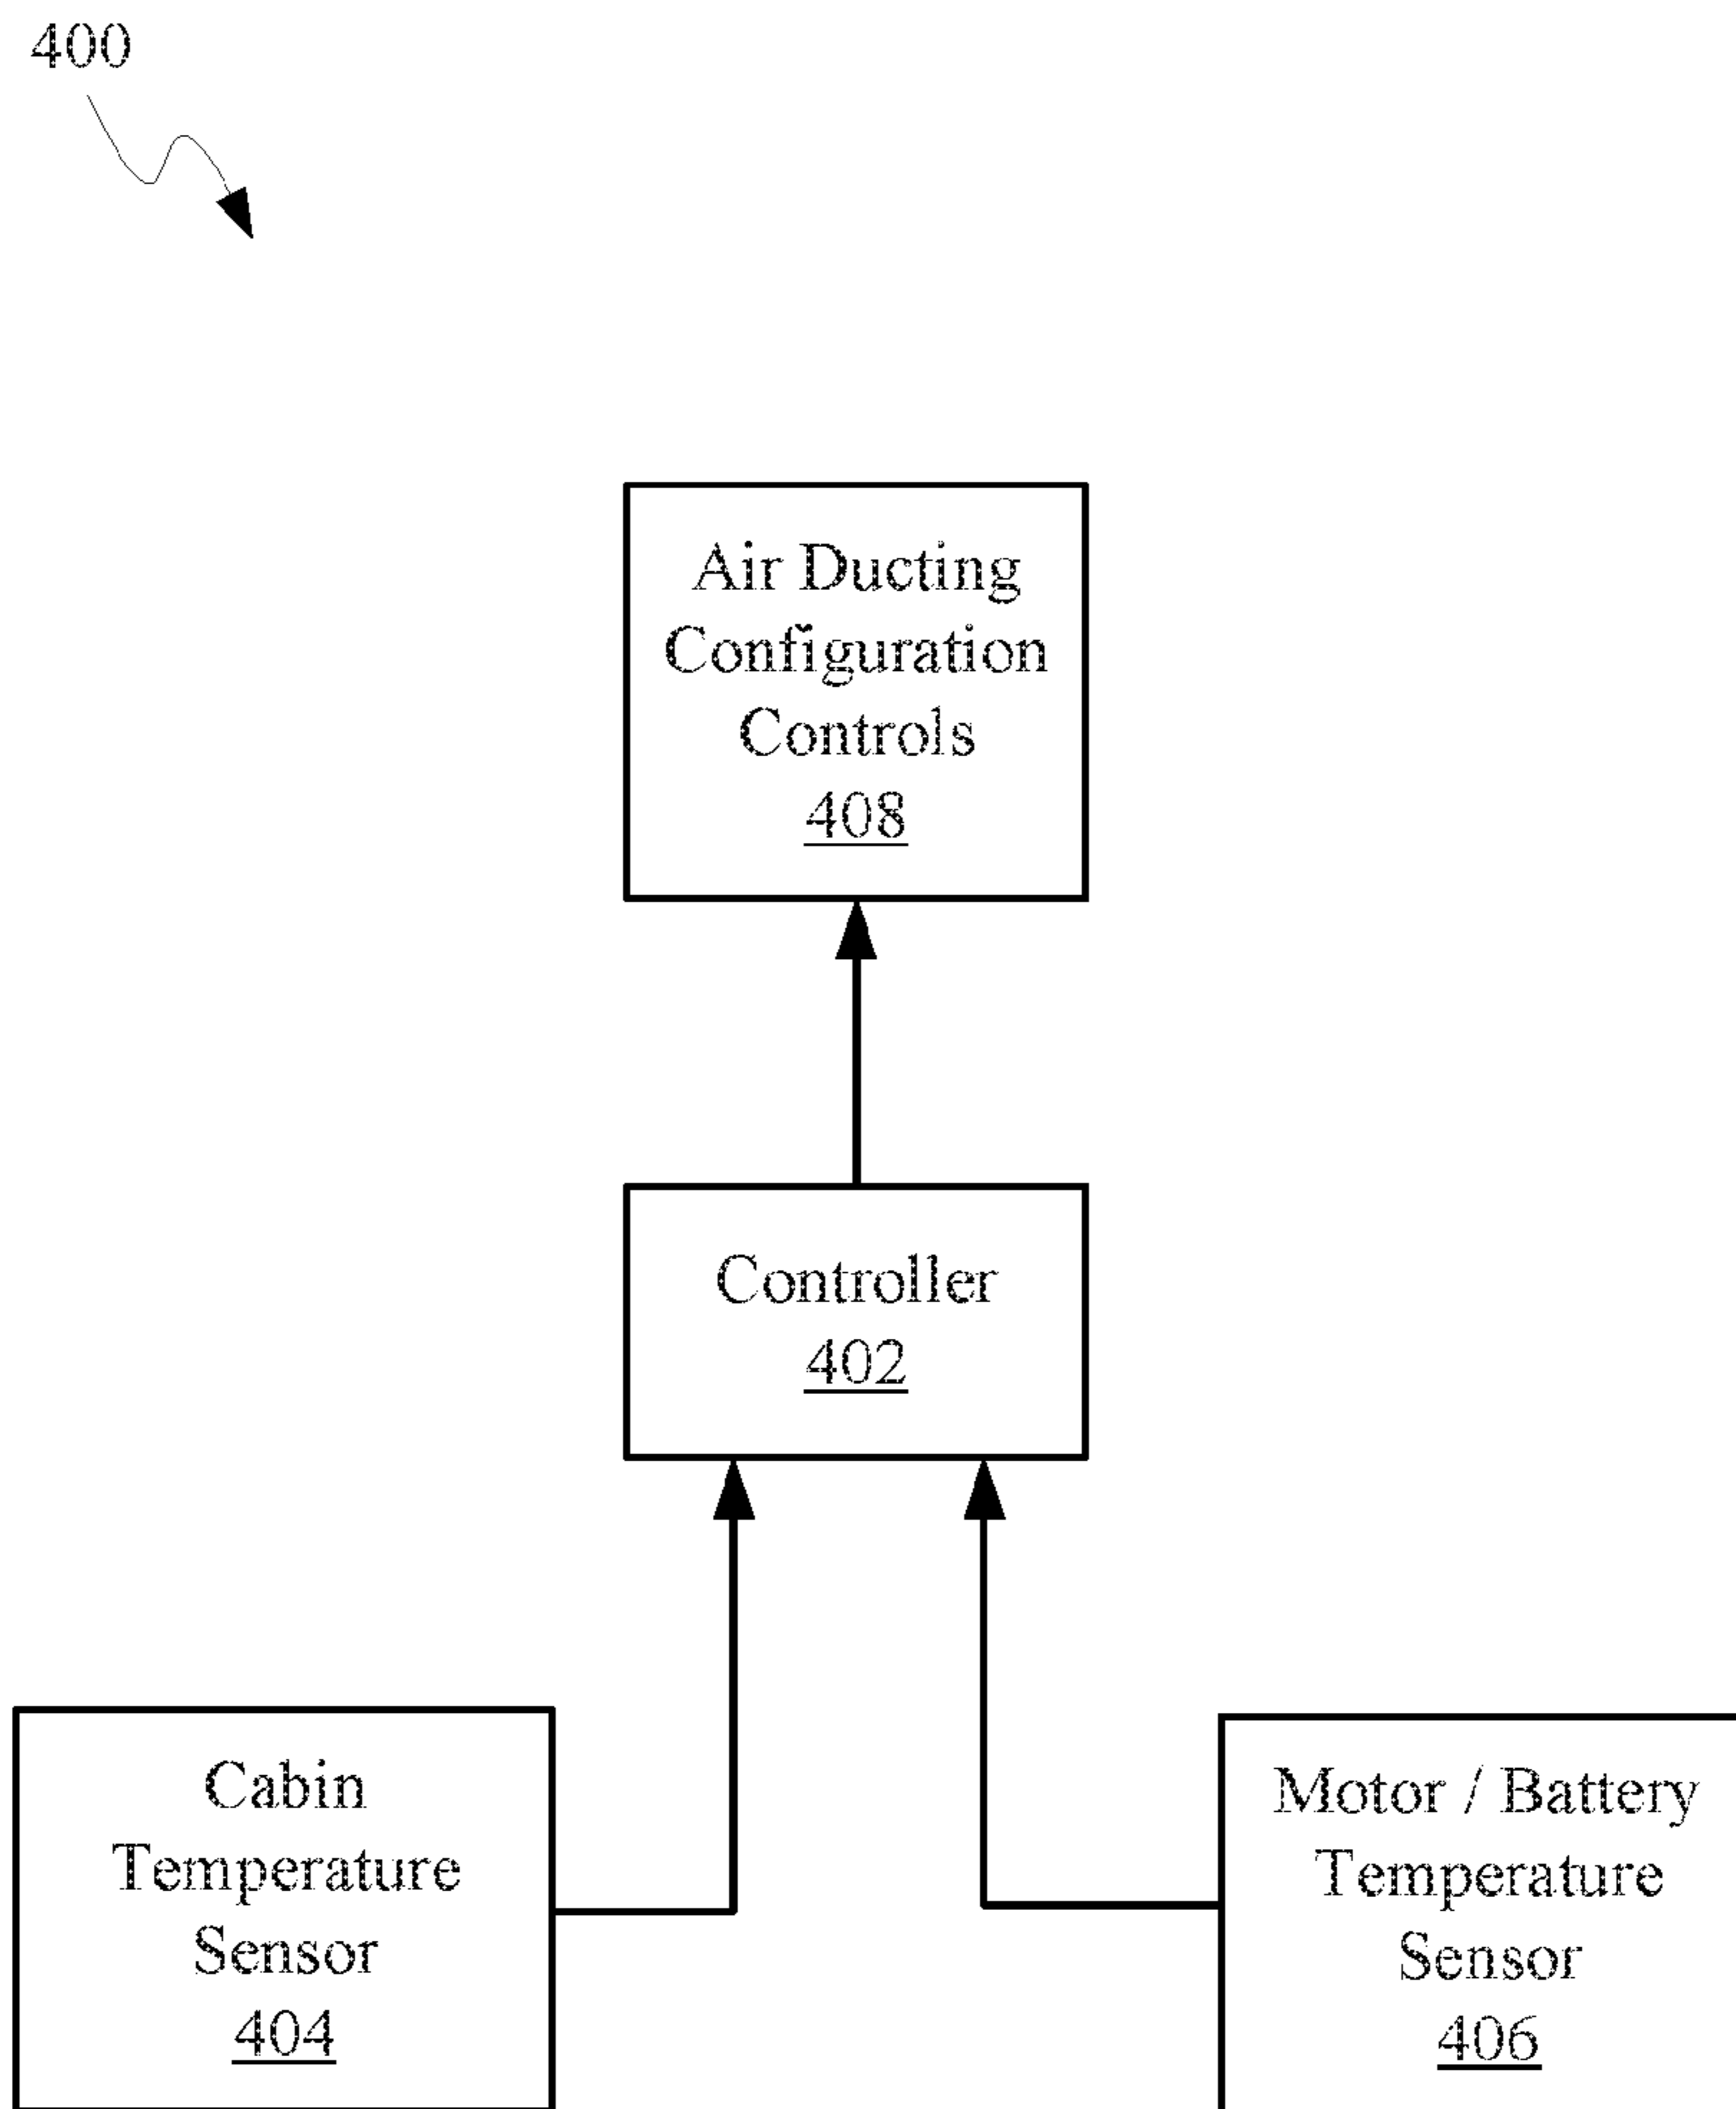 400
Air Ducting
Configuration
Controls
408
Controller
402
Cabin
Temperature
Sensor
404
Motor / Battery
Temperature
Sensor
406